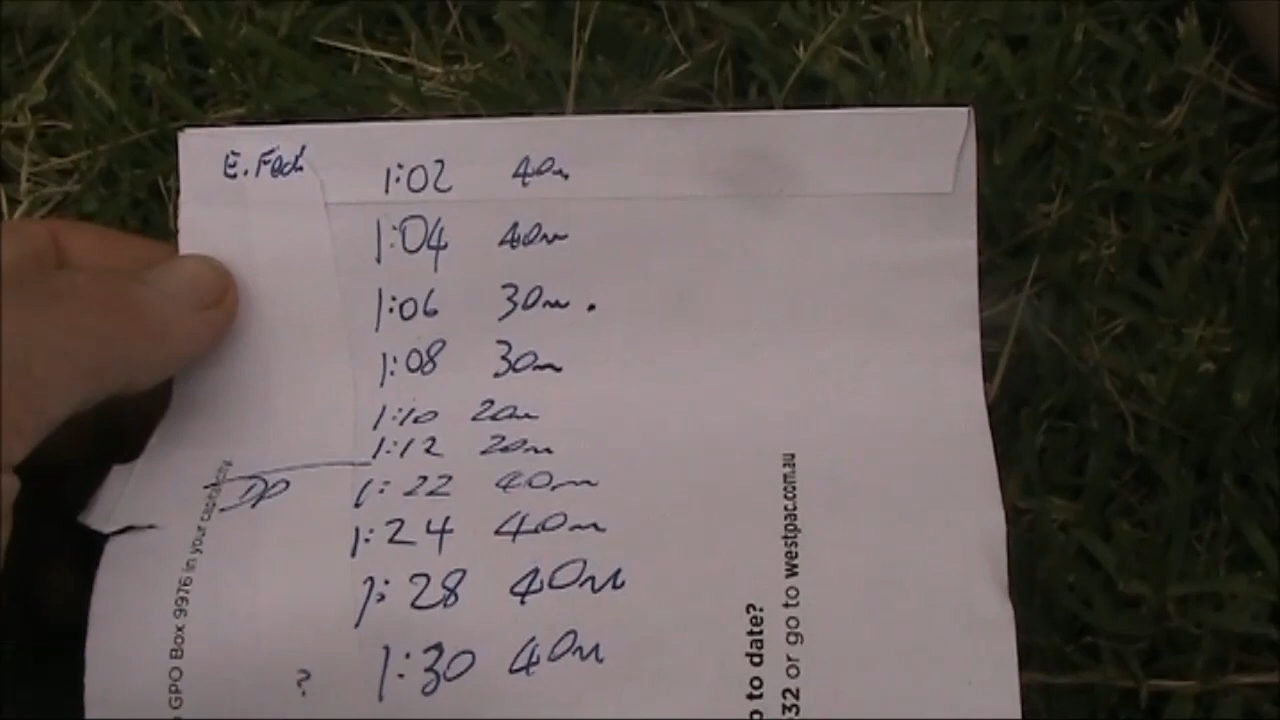 E. Fed 1:02 40m
1:04 40m
1:06 30m.
1:08 30m
1:10 20m
1:12 20m
DP 1:22 40m
1:24 40m
1:28 40m
? 1:30 40m
GPO Box 9976 in your capital city.
to date?
32 or go to westpac.com.au